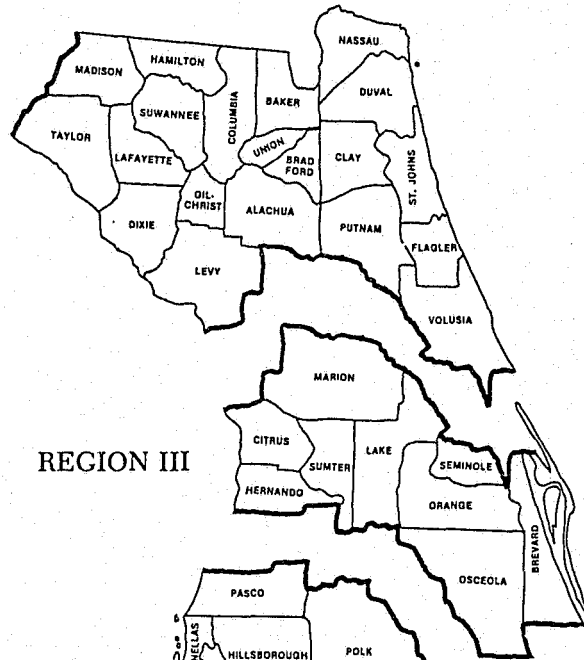 NASSAU
HAMILTON
MADISON
DUVAL
BAKER
COLUMBIA
SUWANNEE
TAYLOR
UNION
LAFAYETTE
BRAD
FORD
CLAY
ST. JOHNS
GIL-
CHRIST
ALACHUA
DIXIE
PUTNAM
FLAGLER
LEVY
VOLUSIA
MARION
REGION III
CITRUS
LAKE
SUMTER
SEMINOLE
HERNANDO
ORANGE
BREVARD
OSCEOLA
PASCO
NELLAS
HILLSBOROUGH
POLK